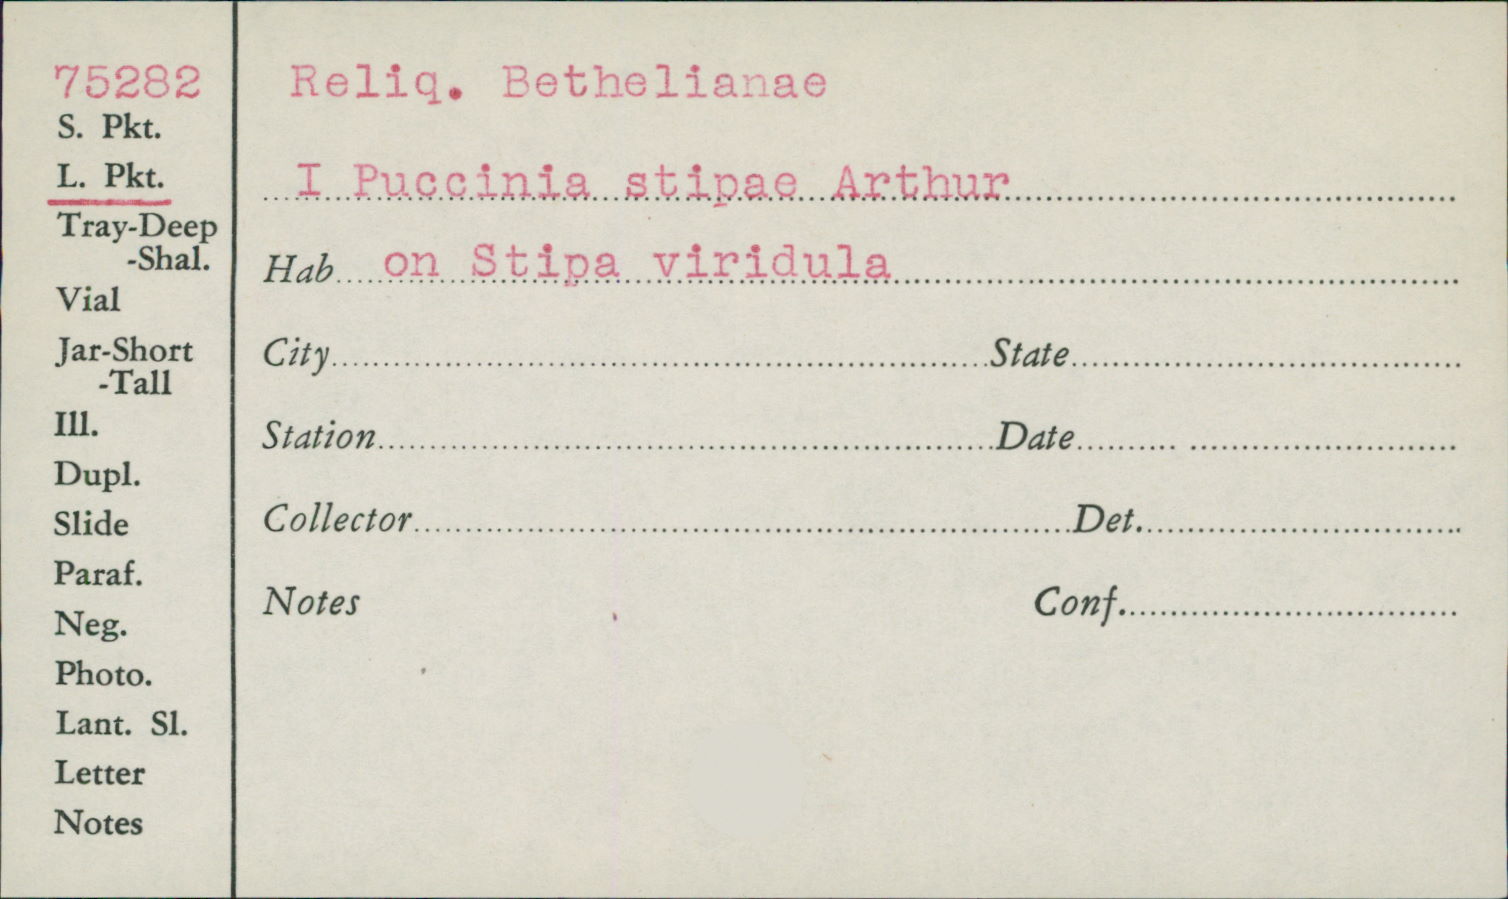 75282
S. Pkt.
L. Pkt.
Tray-Deep
-Shal.
Vial
Jar-Short
-Tall
Ill.
Dupl.
Slide
Paraf.
Neg.
Photo.
Lant. Sl.
Letter
Notes
Reliq. Bethelianae
I Puccinia stipae Arthur
Hab on Stipa viridula
City State
Station Date
Collector Det.
Notes Conf.